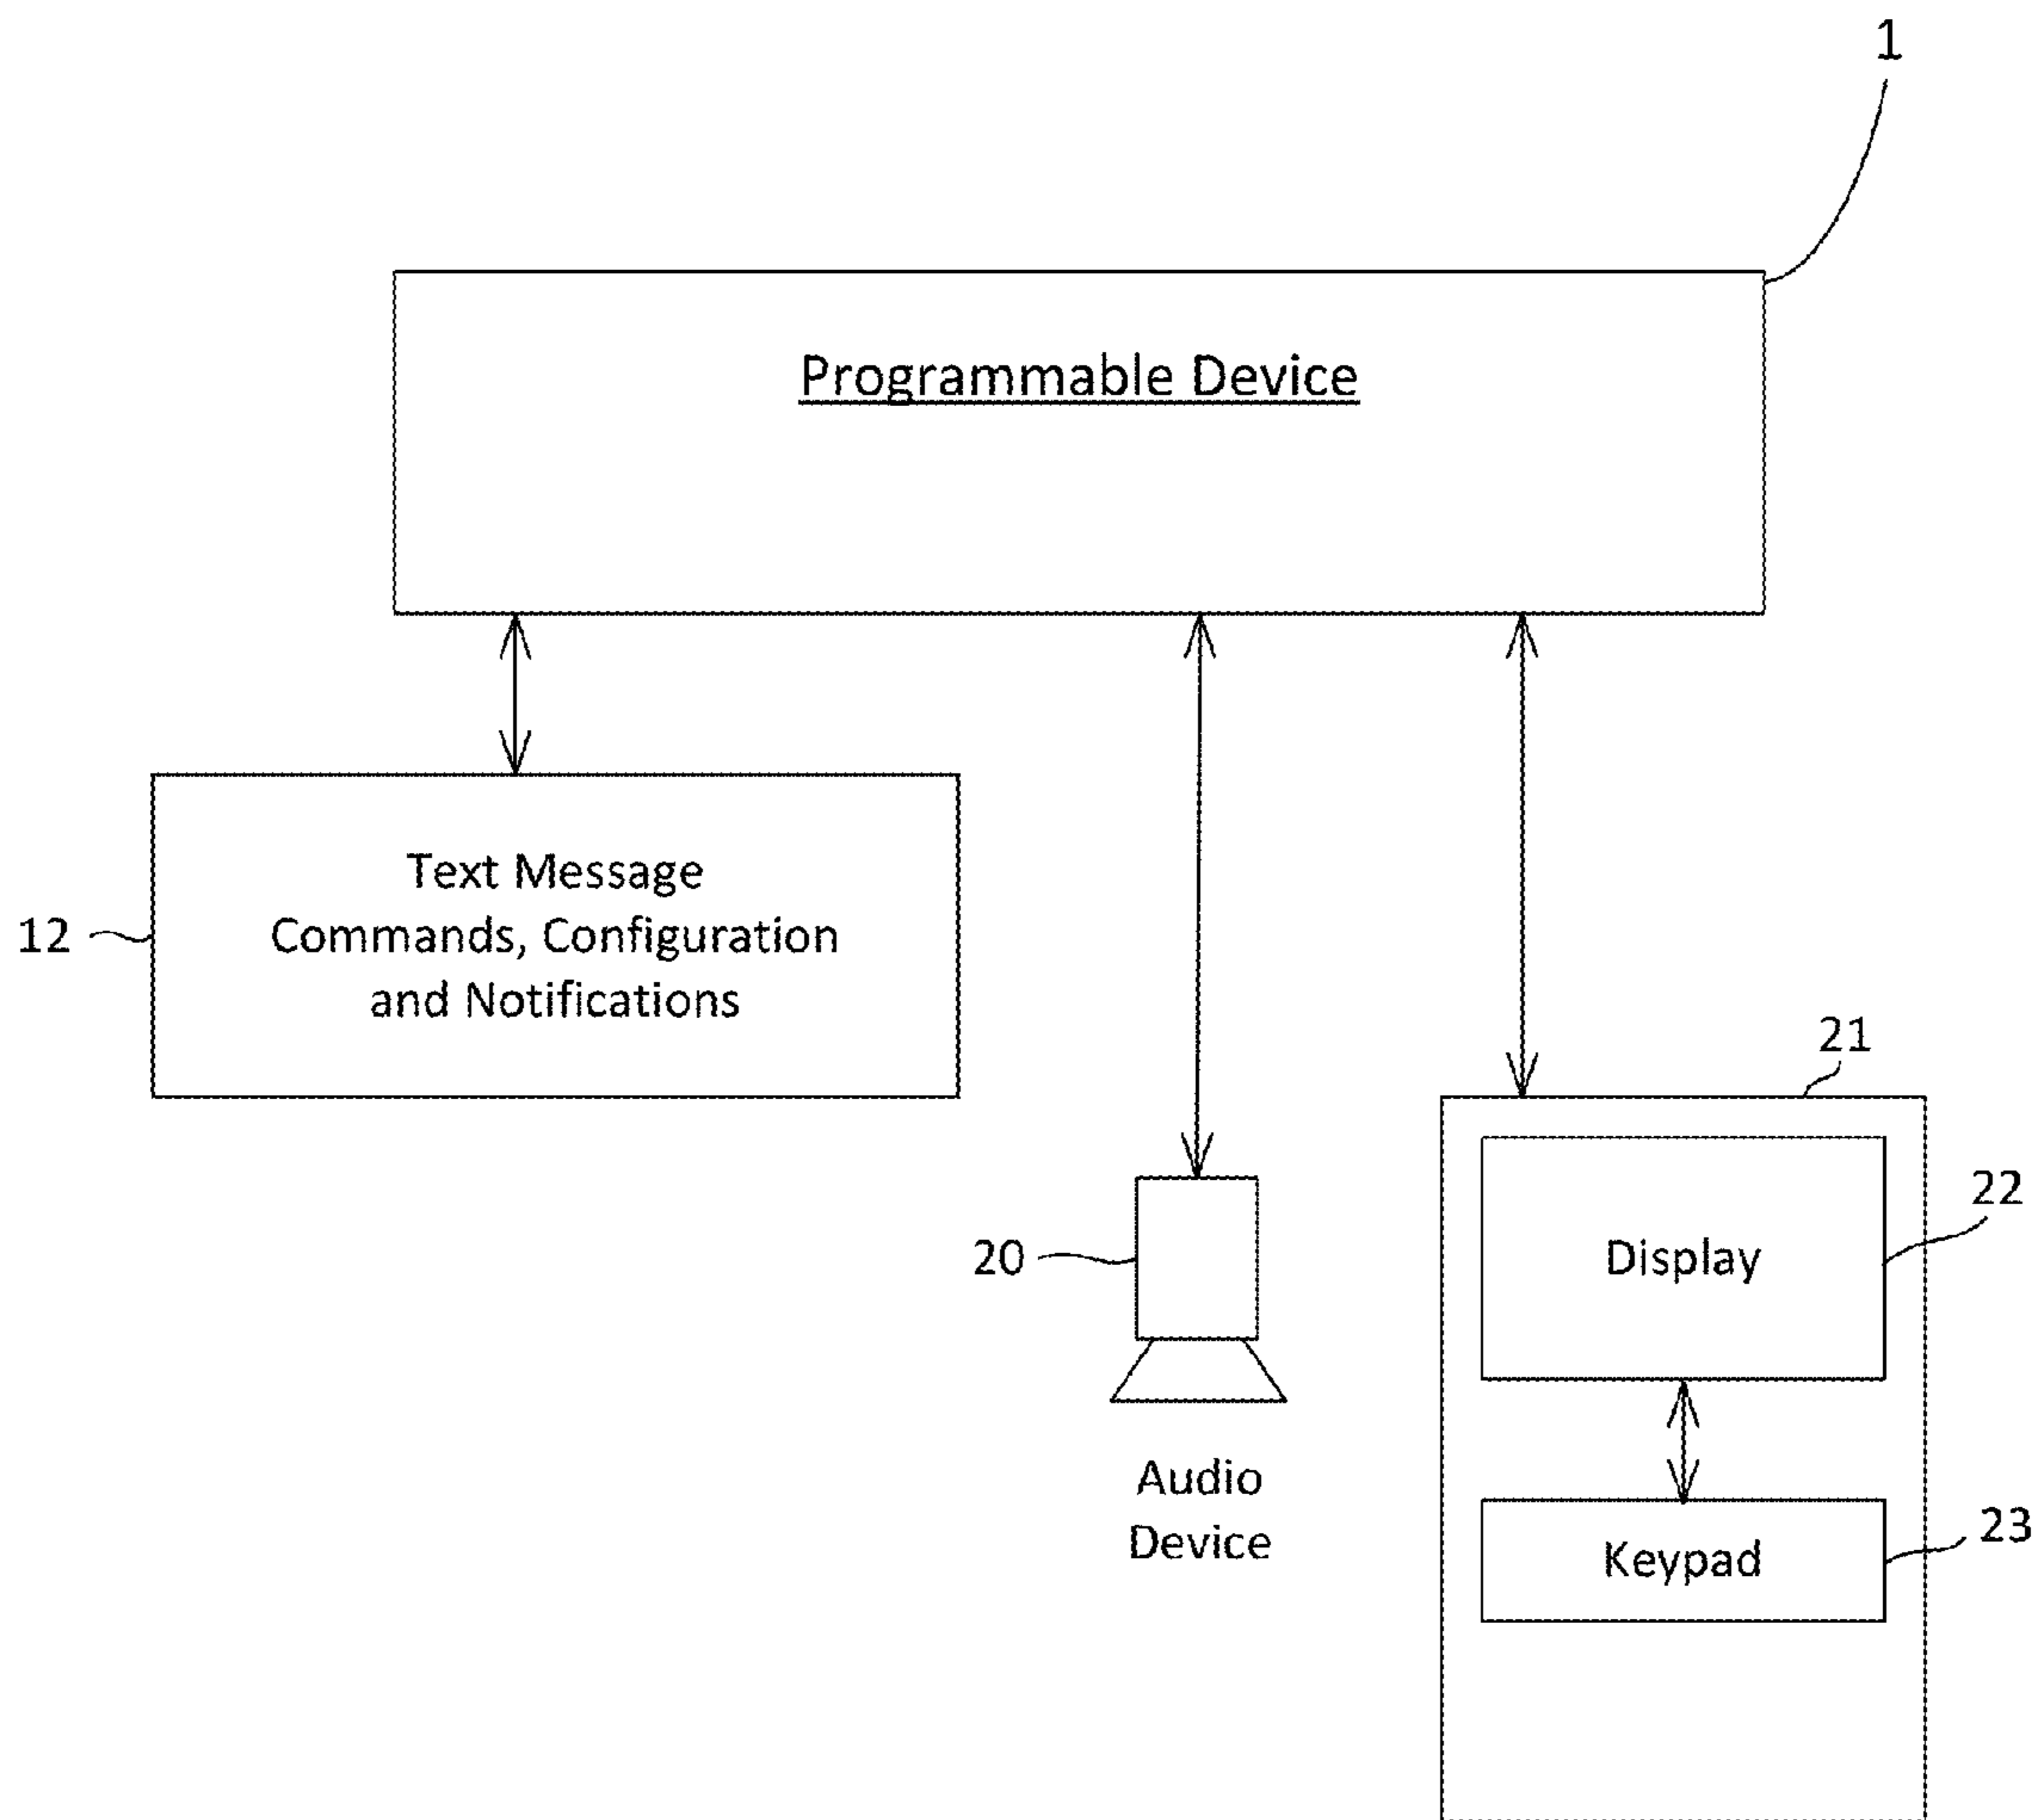 1
Programmable Device
Text Message
Commands, Configuration
and Notifications
12
21
22
Display
20
Audio
Device
23
Keypad